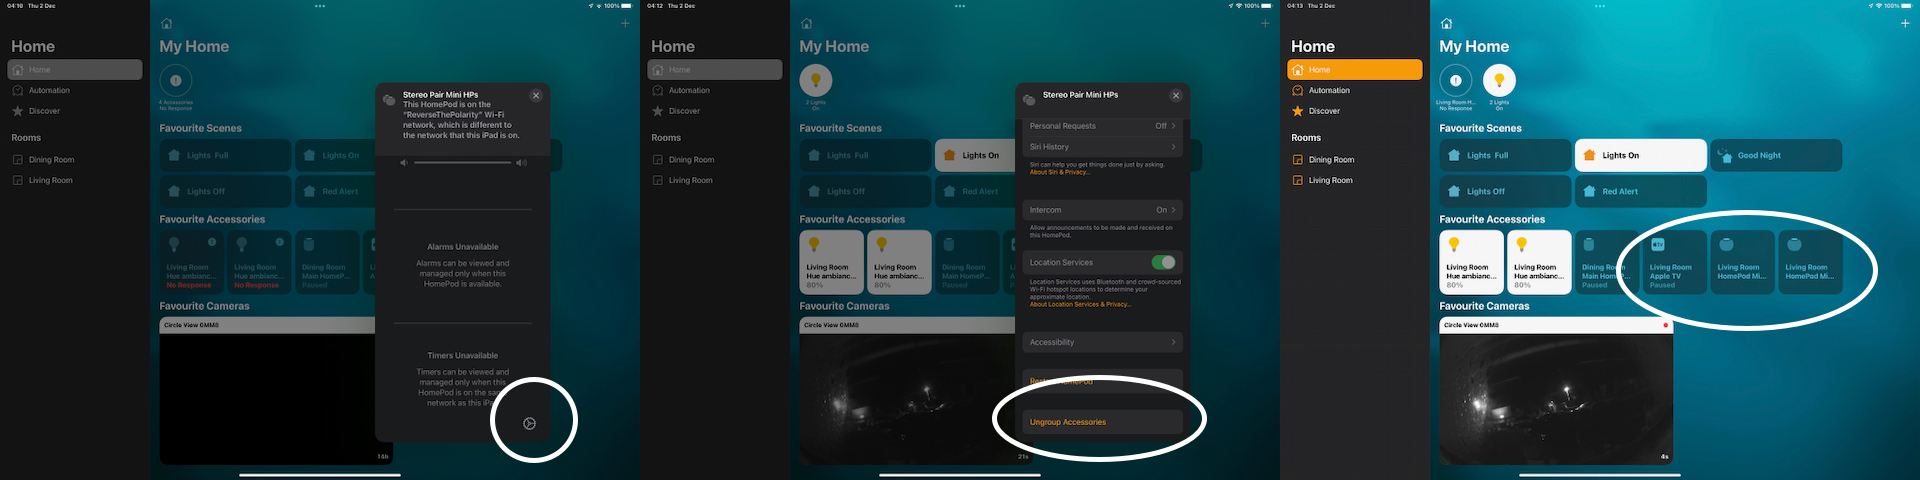 04:10 Thu 2 Dec
100%
Home
Home
Automation
Discover
Rooms
Dining Room
Living Room
My Home
4 Accessories
No Response
Favourite Scenes
Lights Full
Lights On
Lights Off
Red Alert
Favourite Accessories
Living Room
Hue ambianc...
No Response
Living Room
Hue ambianc...
No Response
Dining Room
Main HomeP...
Paused
Favourite Cameras
Circle View 0MM8
14h
Stereo Pair Mini HPs
This HomePod is on the
“ReverseThePolarity” Wi-Fi
network, which is different to
the network that this iPad is on.
Alarms Unavailable
Alarms can be viewed and
managed only when this
HomePod is available.
Timers Unavailable
Timers can be viewed and
managed only when this
HomePod is on the same
network as this iPad.
04:12 Thu 2 Dec
100%
Home
Home
Automation
Discover
Rooms
Dining Room
Living Room
My Home
2 Lights
On
Favourite Scenes
Lights Full
Lights On
Lights Off
Red Alert
Favourite Accessories
Living Room
Hue ambianc...
80%
Living Room
Hue ambianc...
80%
Dining Room
Main HomeP...
Paused
Favourite Cameras
Circle View 0MM8
21s
Stereo Pair Mini HPs
Personal Requests Off
Siri History
Siri can help you get things done just by asking.
About Siri & Privacy...
Intercom On
Allow announcements to be made and received on
this HomePod.
Location Services
Location Services uses Bluetooth and crowd-sourced
Wi-Fi hotspot locations to determine your
approximate location.
About Location Services & Privacy...
Accessibility
Restore HomePod
Ungroup Accessories
04:13 Thu 2 Dec
100%
Home
Home
Automation
Discover
Rooms
Dining Room
Living Room
My Home
Living Room H...
No Response
2 Lights
On
Favourite Scenes
Lights Full
Lights On
Good Night
Lights Off
Red Alert
Favourite Accessories
Living Room
Hue ambianc...
80%
Living Room
Hue ambianc...
80%
Dining Room
Main HomeP...
Paused
tv
Living Room
Apple TV
Paused
Living Room
HomePod Mi...
Living Room
HomePod Mi...
Favourite Cameras
Circle View 0MM8
4s